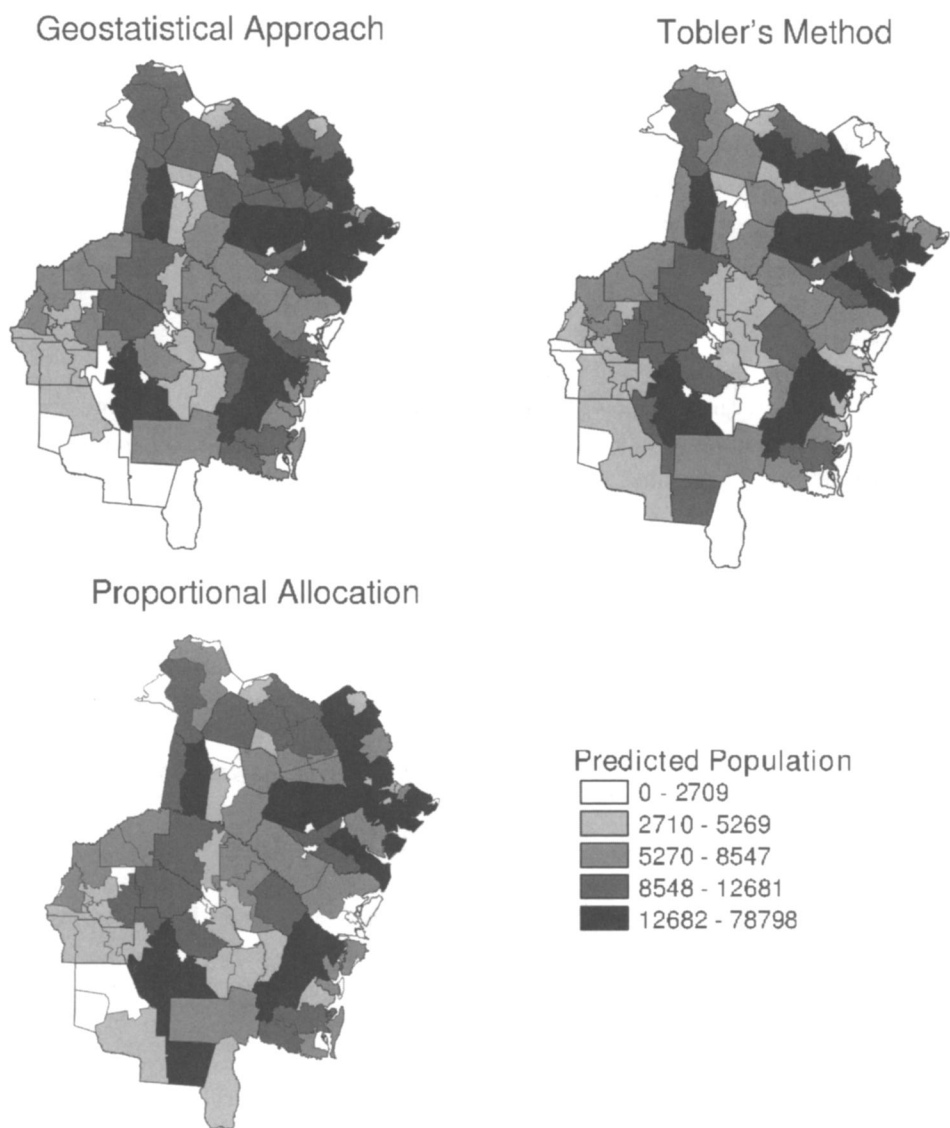 Geostatistical Approach
Tobler's Method
Proportional Allocation
Predicted Population
0 - 2709
2710 - 5269
5270 - 8547
8548 - 12681
12682 - 78798